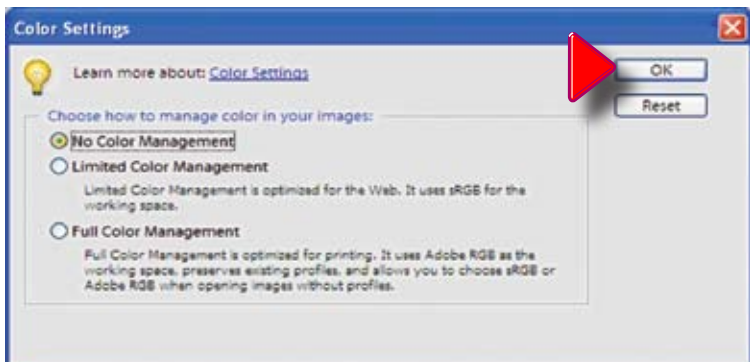 Color Settings
Learn more about: Color Settings
OK
Reset
Choose how to manage color in your images:
No Color Management
Limited Color Management
Limited Color Management is optimized for the Web. It uses sRGB for the
working space.
Full Color Management
Full Color Management is optimized for printing. It uses Adobe RGB as the
working space, preserves existing profiles, and allows you to choose sRGB or
Adobe RGB when opening images without profiles.